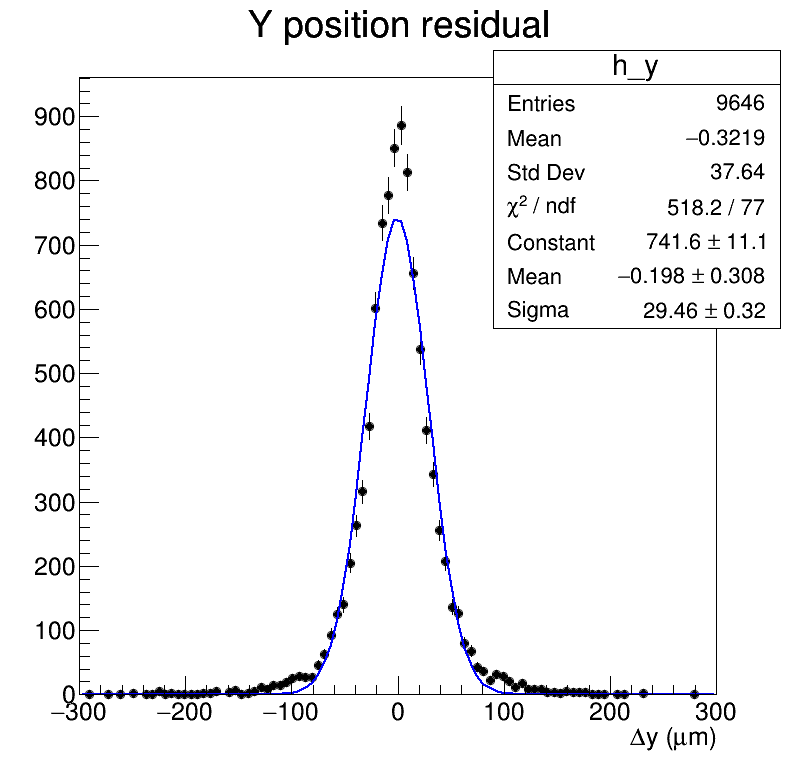 Y position residual
h_y
Entries 9646
Mean −0.3219
Std Dev 37.64
χ² / ndf 518.2 / 77
Constant 741.6 ± 11.1
Mean −0.198 ± 0.308
Sigma 29.46 ± 0.32
900
800
700
600
500
400
300
200
100
0
−300 −200 −100 0 100 200 300
Δy (μm)